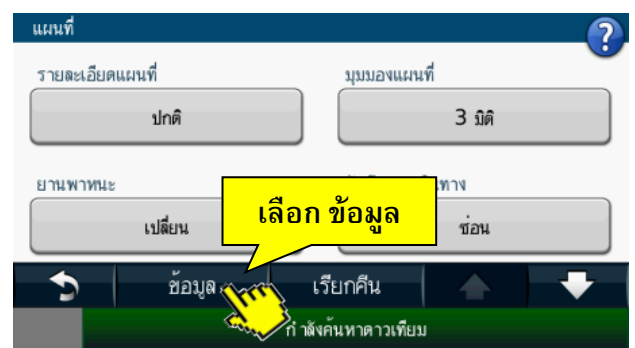 แผนที่
?
รายละเอียดแผนที่ มุมมองแผนที่
ปกติ 3 มิติ
ยานพาหนะ ทาง
เปลี่ยน ซ่อน
เลือก ข้อมูล
ข้อมูล เรียกคืน
กำลังค้นหาดาวเทียม